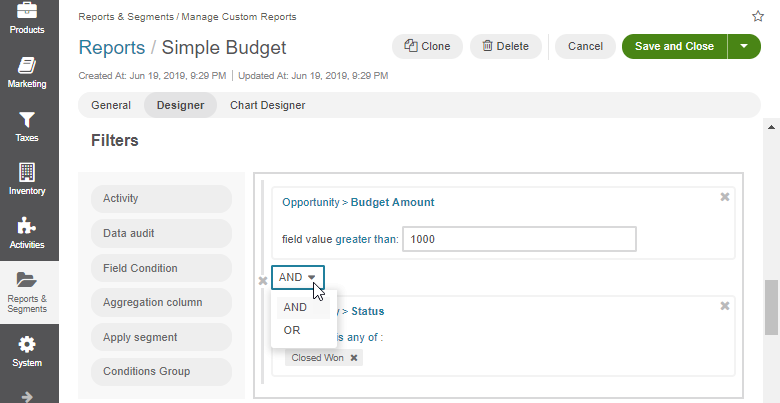 Products
Marketing
Taxes
Inventory
Activities
Reports &
Segments
System
Reports & Segments / Manage Custom Reports
Reports / Simple Budget
Clone
Delete
Cancel
Save and Close
Created At: Jun 19, 2019, 9:29 PM | Updated At: Jun 19, 2019, 9:29 PM
General
Designer
Chart Designer
Filters
Activity
Data audit
Field Condition
Aggregation column
Apply segment
Conditions Group
Opportunity > Budget Amount
field value greater than: 1000
AND
AND
OR
> Status
is any of :
Closed Won